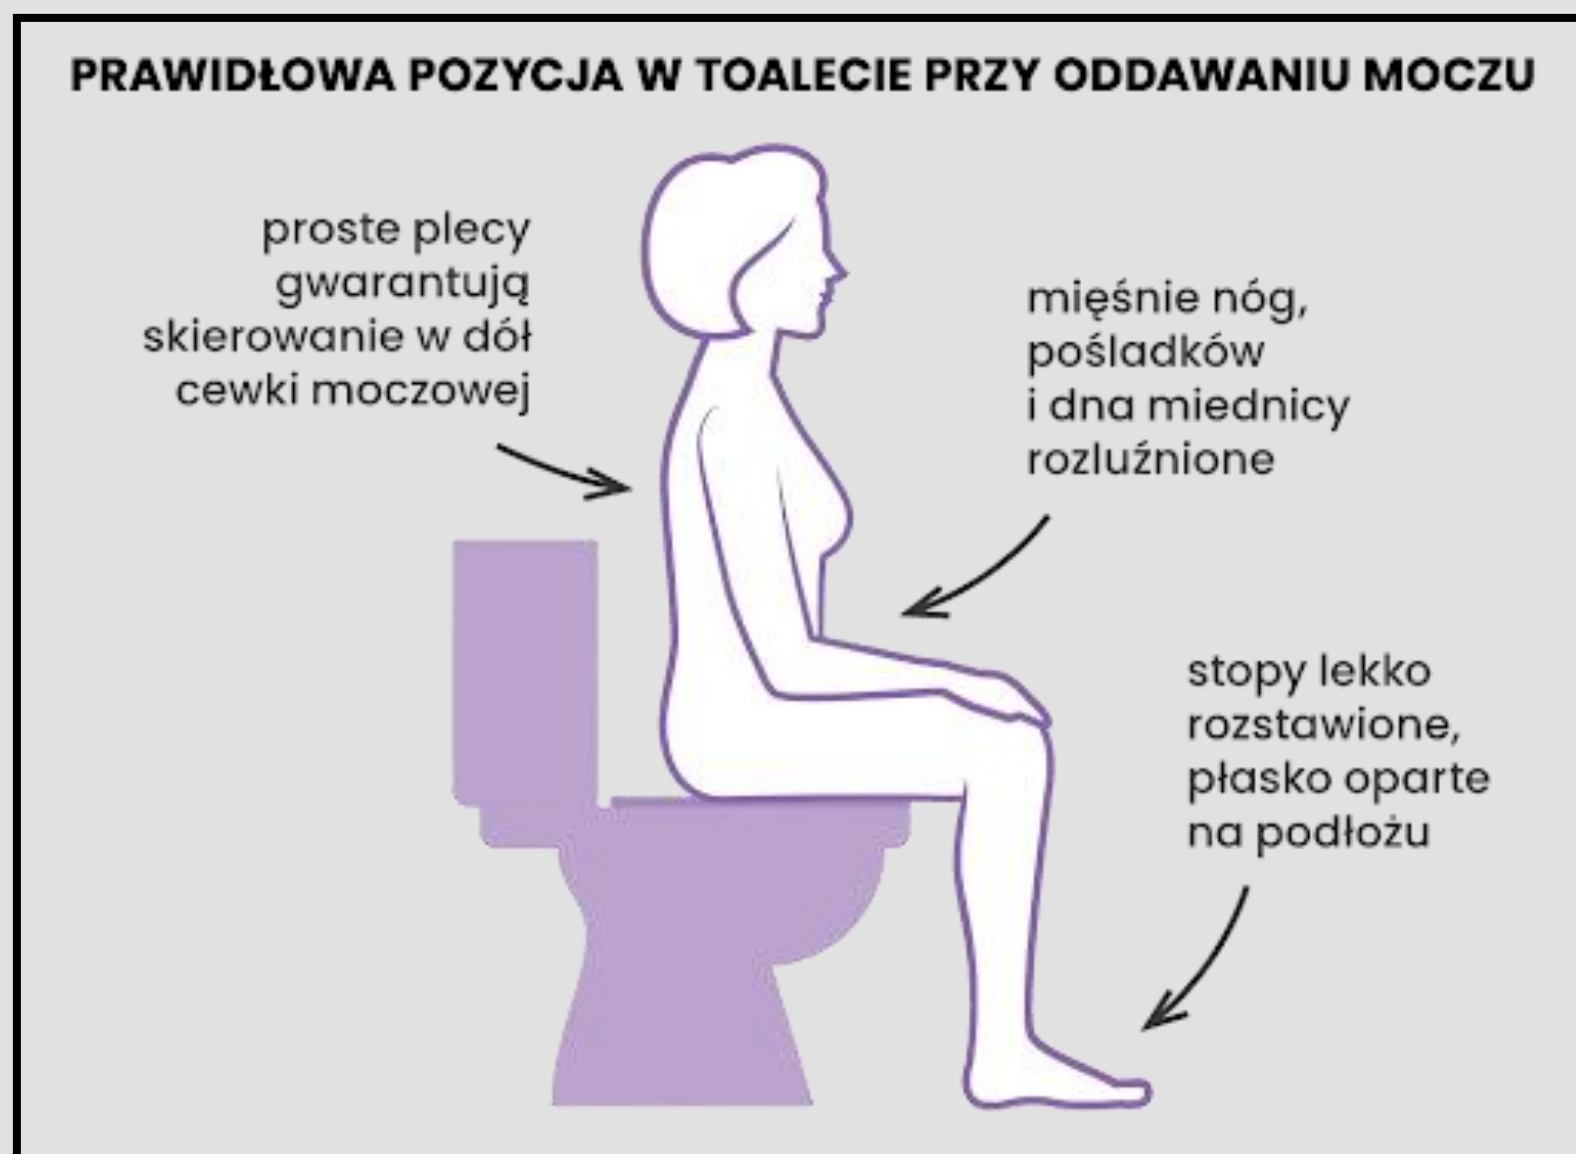 PRAWIDŁOWA POZYCJA W TOALECIE PRZY ODDAWANIU MOCZU
proste plecy
gwarantują
skierowanie w dół
cewki moczowej
mięśnie nóg,
pośladków
i dna miednicy
rozluźnione
stopy lekko
rozstawione,
płasko oparte
na podłożu